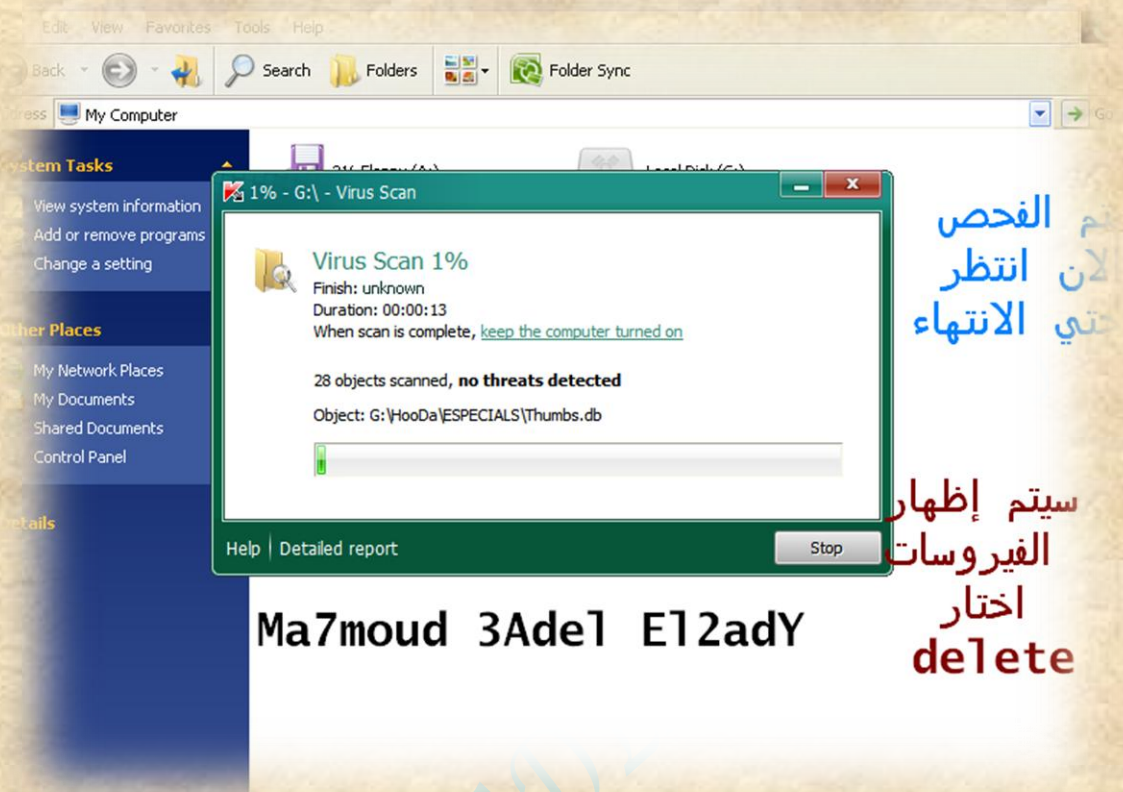 Edit View Favorites Tools Help
Back Search Folders Folder Sync
My Computer
System Tasks
View system information
Add or remove programs
Change a setting
Other Places
My Network Places
My Documents
Shared Documents
Control Panel
Details
1% - G:\ - Virus Scan
Virus Scan 1%
Finish: unknown
Duration: 00:00:13
When scan is complete, keep the computer turned on
28 objects scanned, no threats detected
Object: G:\HooDa\ESPECIALS\Thumbs.db
Help Detailed report Stop
الفحص
انتظر
الانتهاء
سيتم إظهار
الفيروسات
اختار
delete
Ma7moud 3Adel El2adY